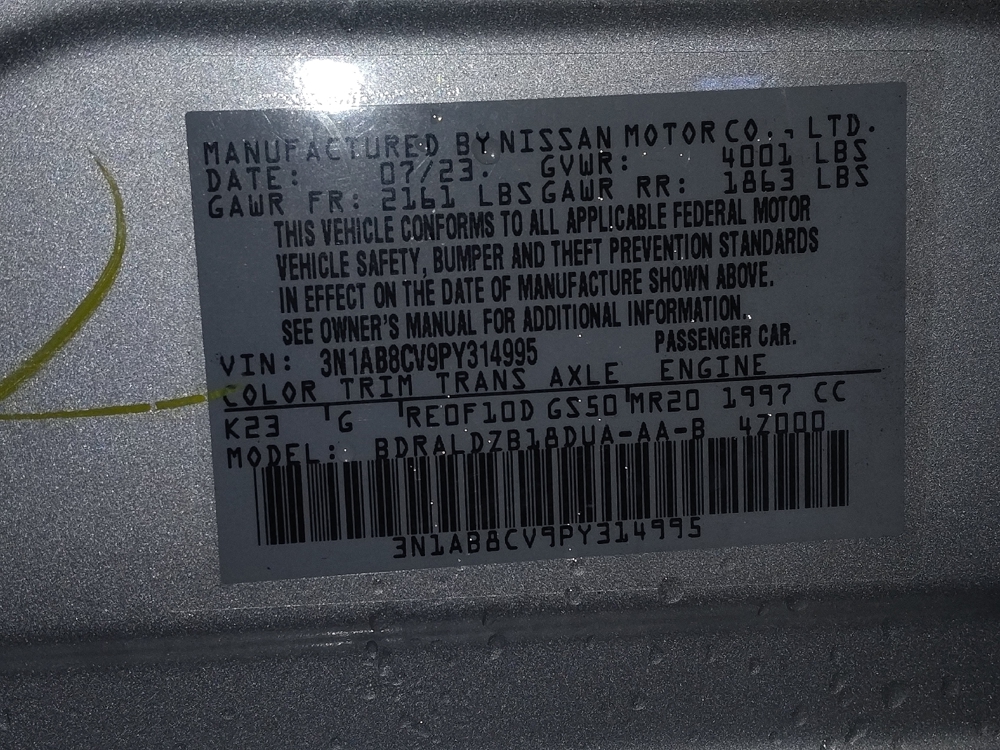 MANUFACTURED BY NISSAN MOTOR CO., LTD.
DATE: 07/23. GVWR: 4001 LBS
GAWR FR: 2161 LBS GAWR RR: 1863 LBS
THIS VEHICLE CONFORMS TO ALL APPLICABLE FEDERAL MOTOR
VEHICLE SAFETY, BUMPER AND THEFT PREVENTION STANDARDS
IN EFFECT ON THE DATE OF MANUFACTURE SHOWN ABOVE.
SEE OWNER'S MANUAL FOR ADDITIONAL INFORMATION.
VIN: 3N1AB8CV9PY314995 PASSENGER CAR.
COLOR TRIM TRANS AXLE ENGINE
K23 G RE0F10D GS50 MR20 1997 CC
MODEL: BDRALDZB18DUA-AA-B 4Z000
3N1AB8CV9PY314995